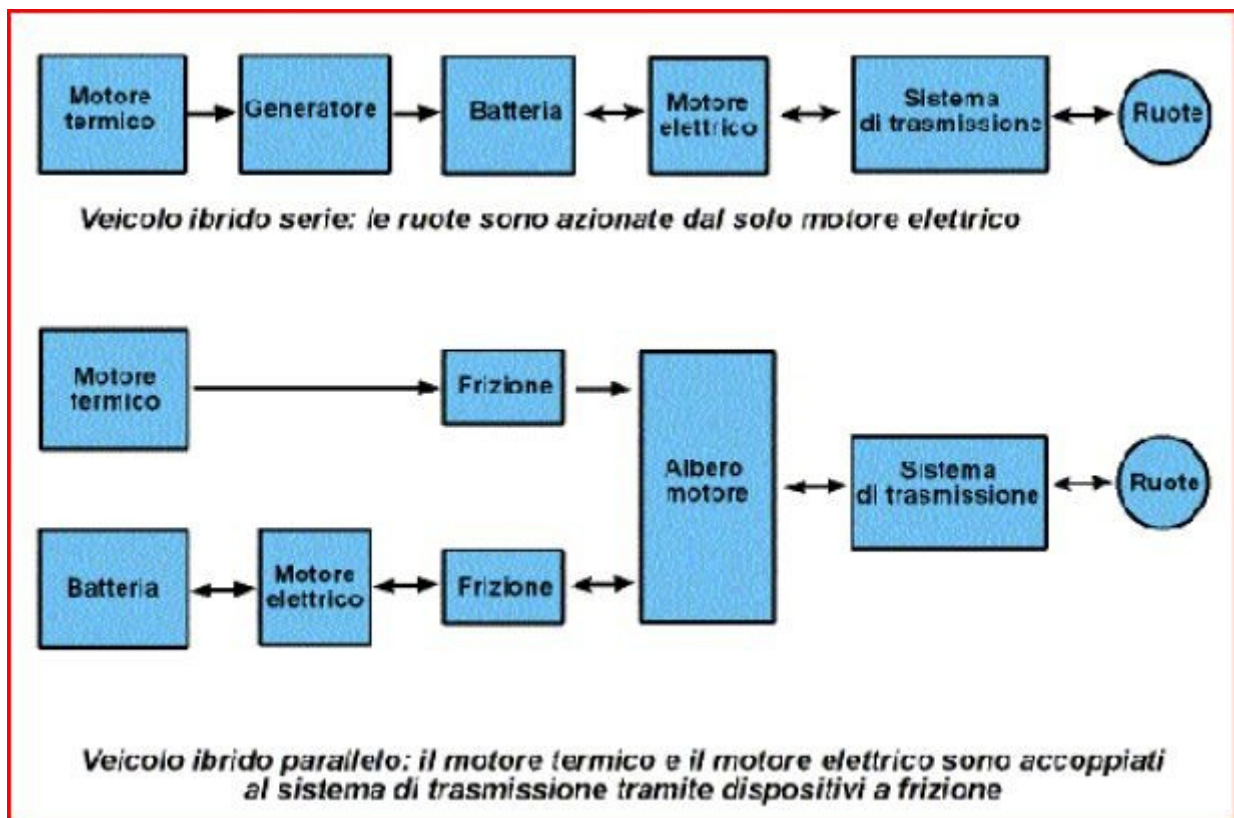 Motore
termico
Generatore
Batteria
Motore
elettrico
Sistema
di trasmissione
Ruote
Veicolo ibrido serie: le ruote sono azionate dal solo motore elettrico
Motore
termico
Frizione
Albero
motore
Sistema
di trasmissione
Ruote
Batteria
Motore
elettrico
Frizione
Veicolo ibrido parallelo: il motore termico e il motore elettrico sono accoppiati
al sistema di trasmissione tramite dispositivi a frizione